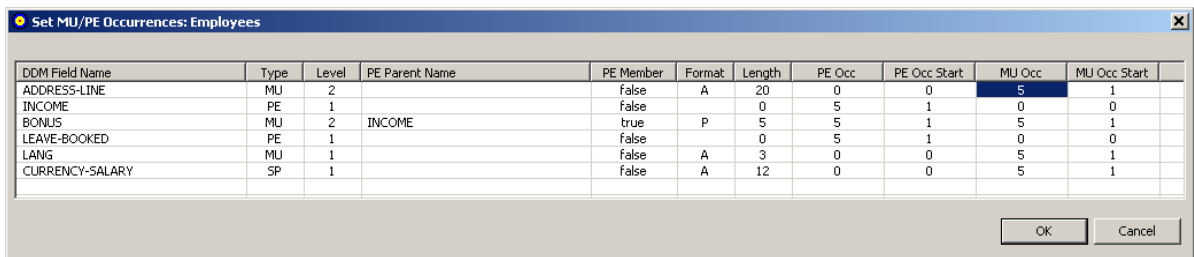 Set MU/PE Occurrences: Employees
DDM Field Name Type Level PE Parent Name PE Member Format Length PE Occ PE Occ Start MU Occ MU Occ Start
ADDRESS-LINE MU 2 false A 20 0 0 5 1
INCOME PE 1 false 0 5 1 0 0
BONUS MU 2 INCOME true P 5 5 1 5 1
LEAVE-BOOKED PE 1 false 0 5 1 0 0
LANG MU 1 false A 3 0 0 5 1
CURRENCY-SALARY SP 1 false A 12 0 0 5 1
OK Cancel